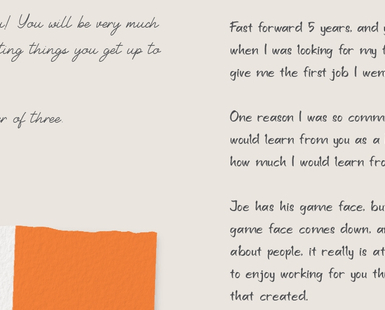 ! You will be very much
ting things you get up to
r of three.
Fast forward 5 years. and
when I was looking for my
give me the first job I wen
One reason I was so comm
would learn from you as a
how much I would learn fro
Joe has his game face. bu
game face comes down. a
about people. it really is at
to enjoy working for you th
that created.